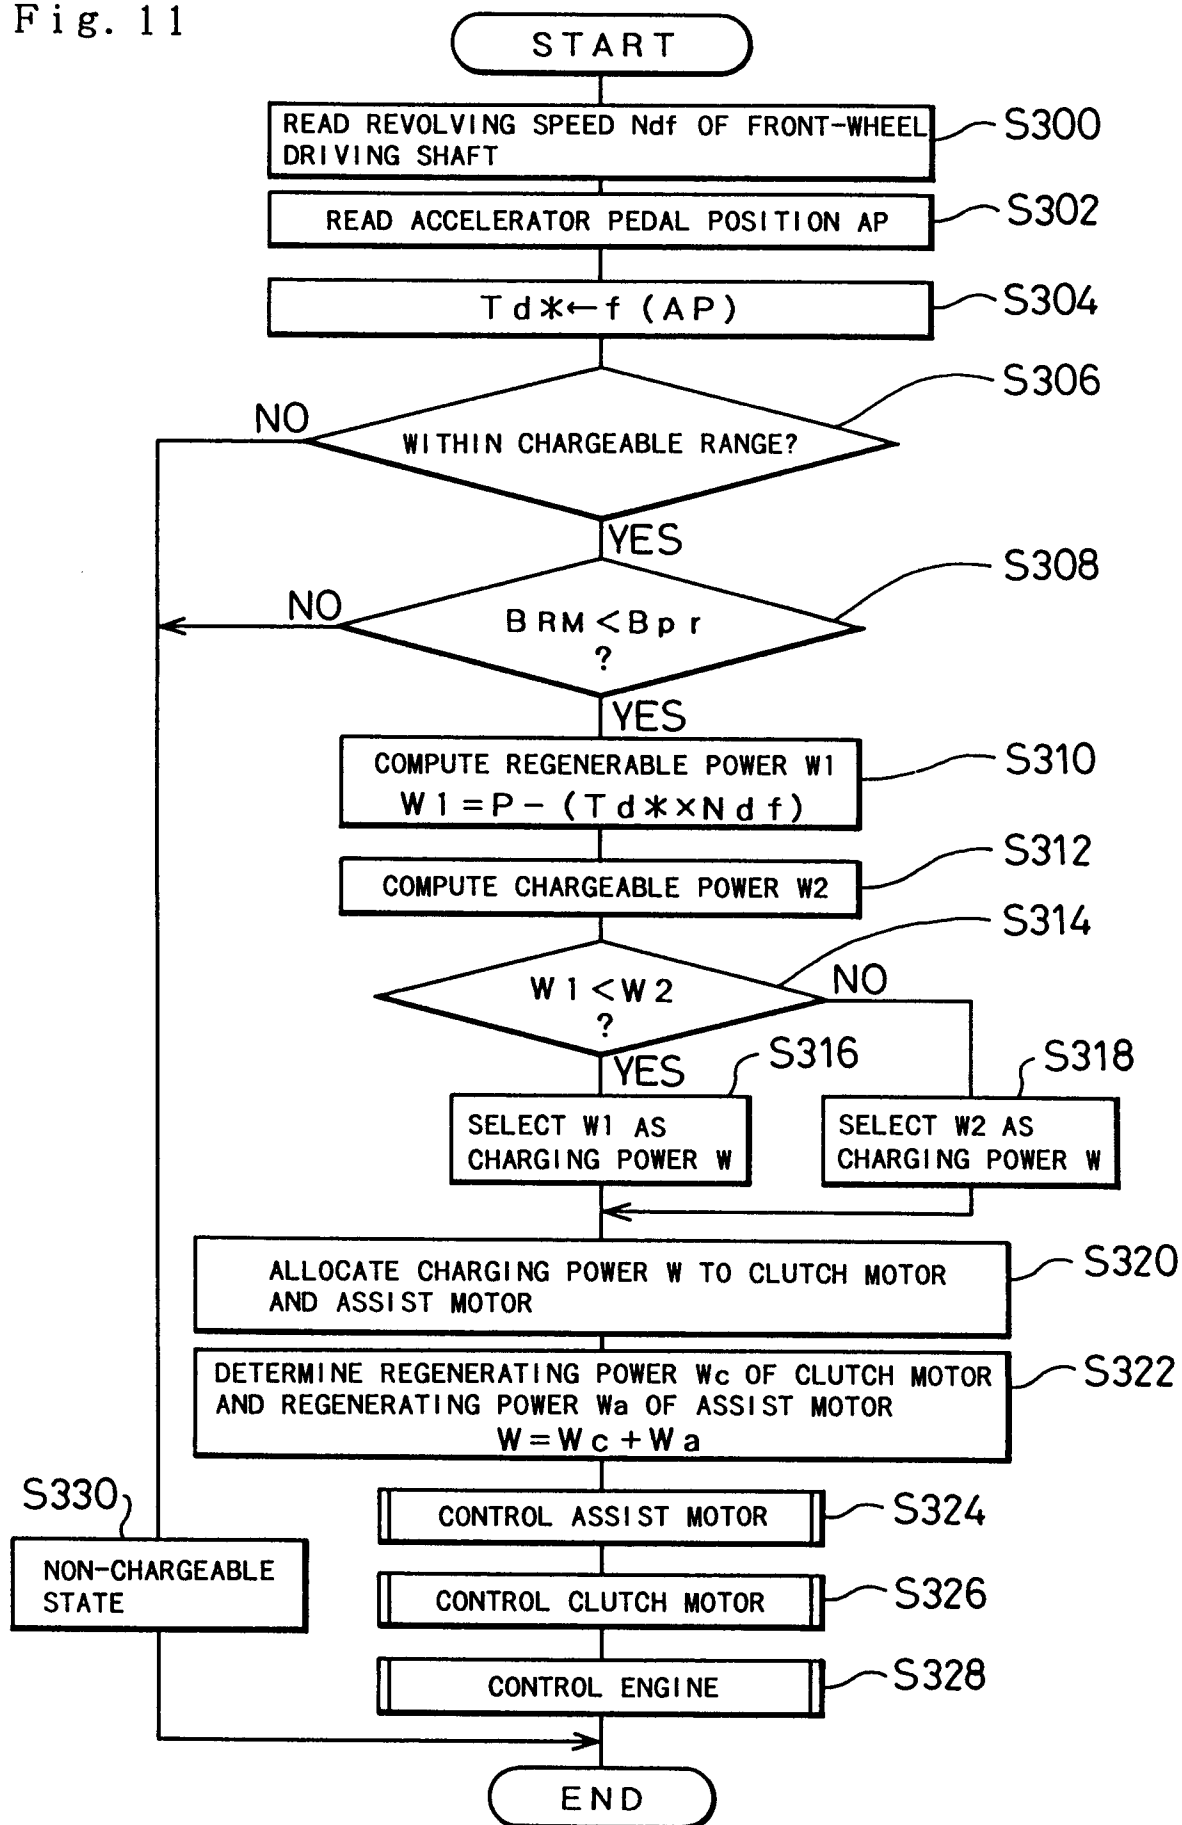 Fig. 11
START
READ REVOLVING SPEED Ndf OF FRONT-WHEEL
DRIVING SHAFT
S300
READ ACCELERATOR PEDAL POSITION AP
S302
Td*←f (AP)
S304
S306
NO
WITHIN CHARGEABLE RANGE?
YES
S308
NO
BRM<Bpr
?
YES
COMPUTE REGENERABLE POWER W1
W1=P-(Td*×Ndf)
S310
COMPUTE CHARGEABLE POWER W2
S312
S314
W1<W2
?
NO
YES
S316
S318
SELECT W1 AS
CHARGING POWER W
SELECT W2 AS
CHARGING POWER W
ALLOCATE CHARGING POWER W TO CLUTCH MOTOR
AND ASSIST MOTOR
S320
DETERMINE REGENERATING POWER Wc OF CLUTCH MOTOR
AND REGENERATING POWER Wa OF ASSIST MOTOR
W=Wc+Wa
S322
S330
CONTROL ASSIST MOTOR
S324
NON-CHARGEABLE
STATE
CONTROL CLUTCH MOTOR
S326
CONTROL ENGINE
S328
END